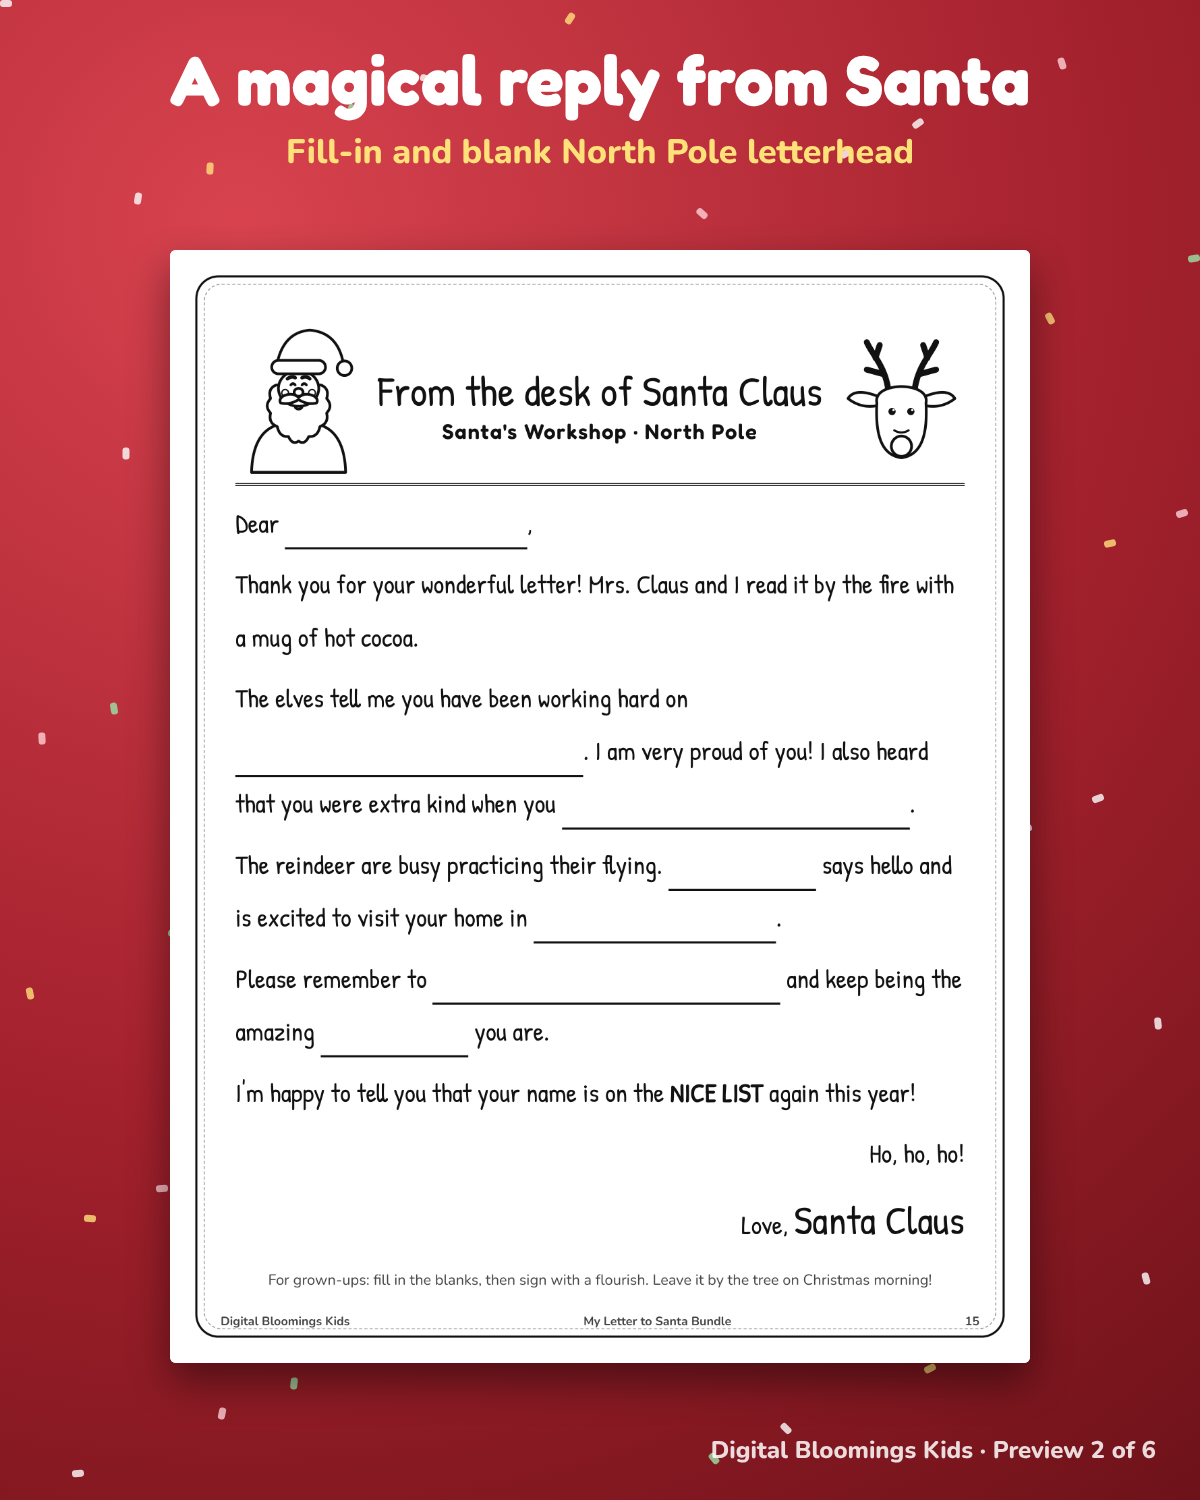 A magical reply from Santa
Fill-in and blank North Pole letterhead
From the desk of Santa Claus
Santa's Workshop · North Pole
Dear ____________________,
Thank you for your wonderful letter! Mrs. Claus and I read it by the fire with
a mug of hot cocoa.
The elves tell me you have been working hard on
____________________. I am very proud of you! I also heard
that you were extra kind when you ____________________.
The reindeer are busy practicing their flying. __________ says hello and
is excited to visit your home in ____________________.
Please remember to ____________________ and keep being the
amazing __________ you are.
I'm happy to tell you that your name is on the NICE LIST again this year!
Ho, ho, ho!
Love, Santa Claus
For grown-ups: fill in the blanks, then sign with a flourish. Leave it by the tree on Christmas morning!
Digital Bloomings Kids My Letter to Santa Bundle 15
Digital Bloomings Kids · Preview 2 of 6